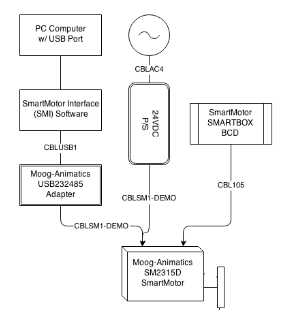 PC Computer
w/ USB Port
CBLAC4
SmartMotor Interface
(SMI) Software
24VDC
P/S
SmartMotor
SMARTBOX
BCD
CBLUSB1
Moog-Animatics
USB232485
Adapter
CBL105
CBLSM1-DEMO
CBLSM1-DEMO
Moog-Animatics
SM2315D
SmartMotor